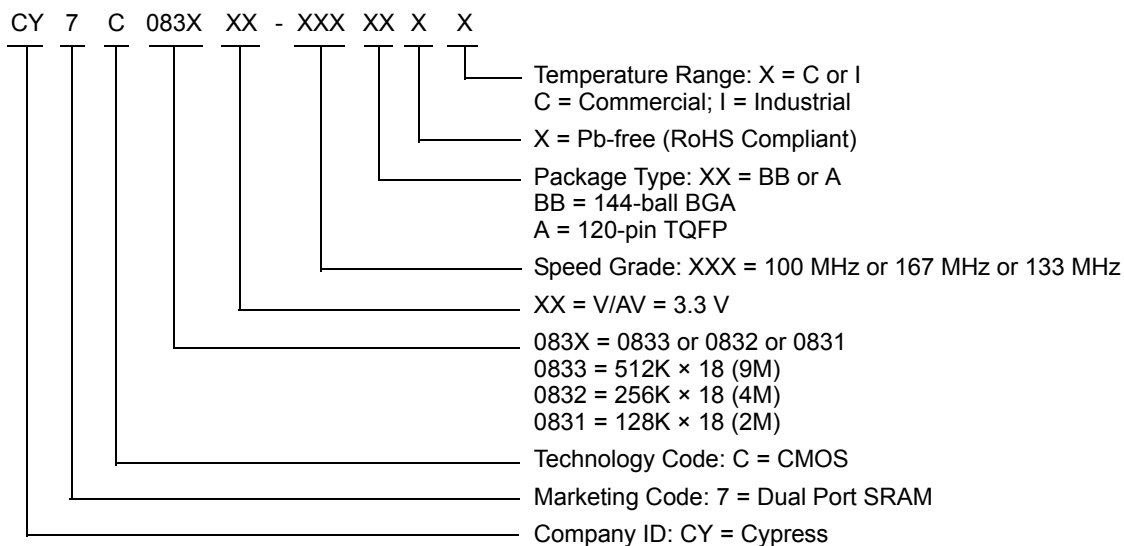 CY 7 C 083X XX - XXX XX X X
Temperature Range: X = C or I
C = Commercial; I = Industrial
X = Pb-free (RoHS Compliant)
Package Type: XX = BB or A
BB = 144-ball BGA
A = 120-pin TQFP
Speed Grade: XXX = 100 MHz or 167 MHz or 133 MHz
XX = V/AV = 3.3 V
083X = 0833 or 0832 or 0831
0833 = 512K × 18 (9M)
0832 = 256K × 18 (4M)
0831 = 128K × 18 (2M)
Technology Code: C = CMOS
Marketing Code: 7 = Dual Port SRAM
Company ID: CY = Cypress